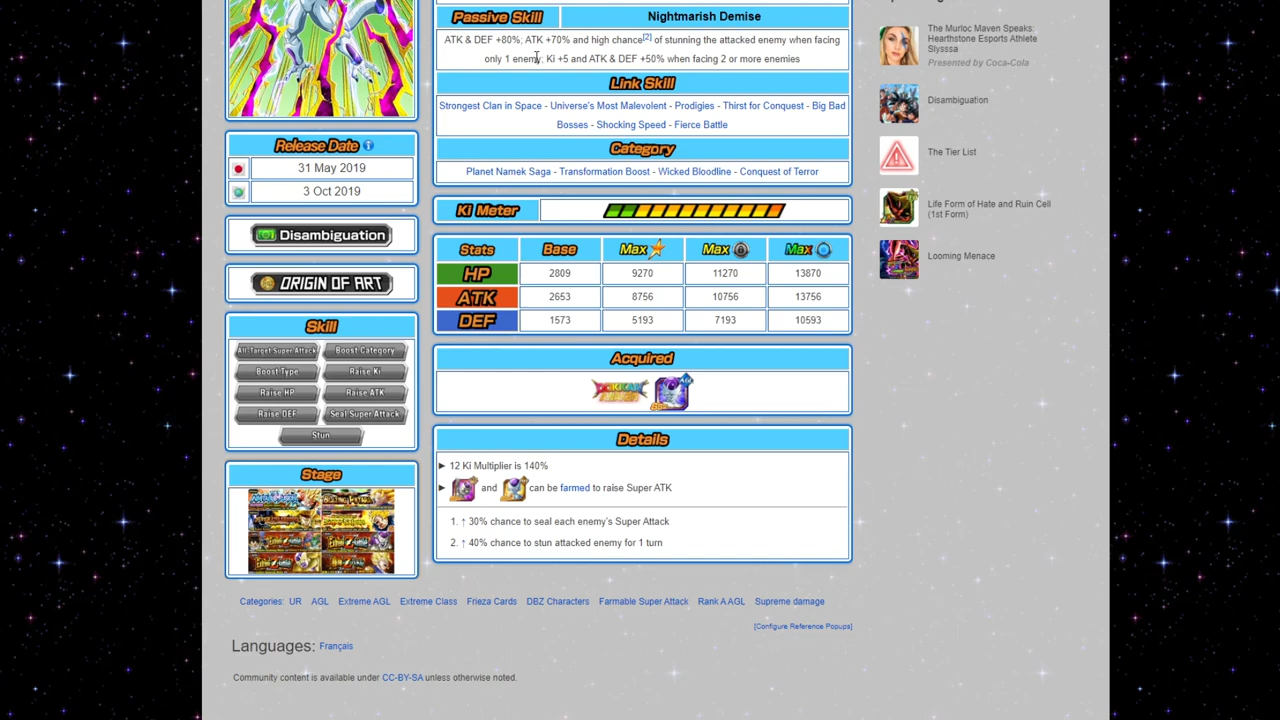 Passive Skill
Nightmarish Demise
ATK & DEF +80%; ATK +70% and high chance[2] of stunning the attacked enemy when facing
only 1 enemy, Ki +5 and ATK & DEF +50% when facing 2 or more enemies
Link Skill
Strongest Clan in Space - Universe's Most Malevolent - Prodigies - Thirst for Conquest - Big Bad
Bosses - Shocking Speed - Fierce Battle
Category
Planet Namek Saga - Transformation Boost - Wicked Bloodline - Conquest of Terror
Ki Meter
Stats Base Max Max Max
HP 2809 9270 11270 13870
ATK 2653 8756 10756 13756
DEF 1573 5193 7193 10593
Acquired
Details
► 12 Ki Multiplier is 140%
► and can be farmed to raise Super ATK
1. ↑ 30% chance to seal each enemy's Super Attack
2. ↑ 40% chance to stun attacked enemy for 1 turn
Release Date
31 May 2019
3 Oct 2019
Disambiguation
ORIGIN OF ART
Skill
All-Target Super Attack Boost Category
Boost Type Raise Ki
Raise HP Raise ATK
Raise DEF Seal Super Attack
Stun
Stage
Categories: UR AGL Extreme AGL Extreme Class Frieza Cards DBZ Characters Farmable Super Attack Rank A AGL Supreme damage
[Configure Reference Popups]
Languages: Français
Community content is available under CC-BY-SA unless otherwise noted.
The Murloc Maven Speaks:
Hearthstone Esports Athlete
Slysssa
Presented by Coca-Cola
Disambiguation
The Tier List
Life Form of Hate and Ruin Cell
(1st Form)
Looming Menace